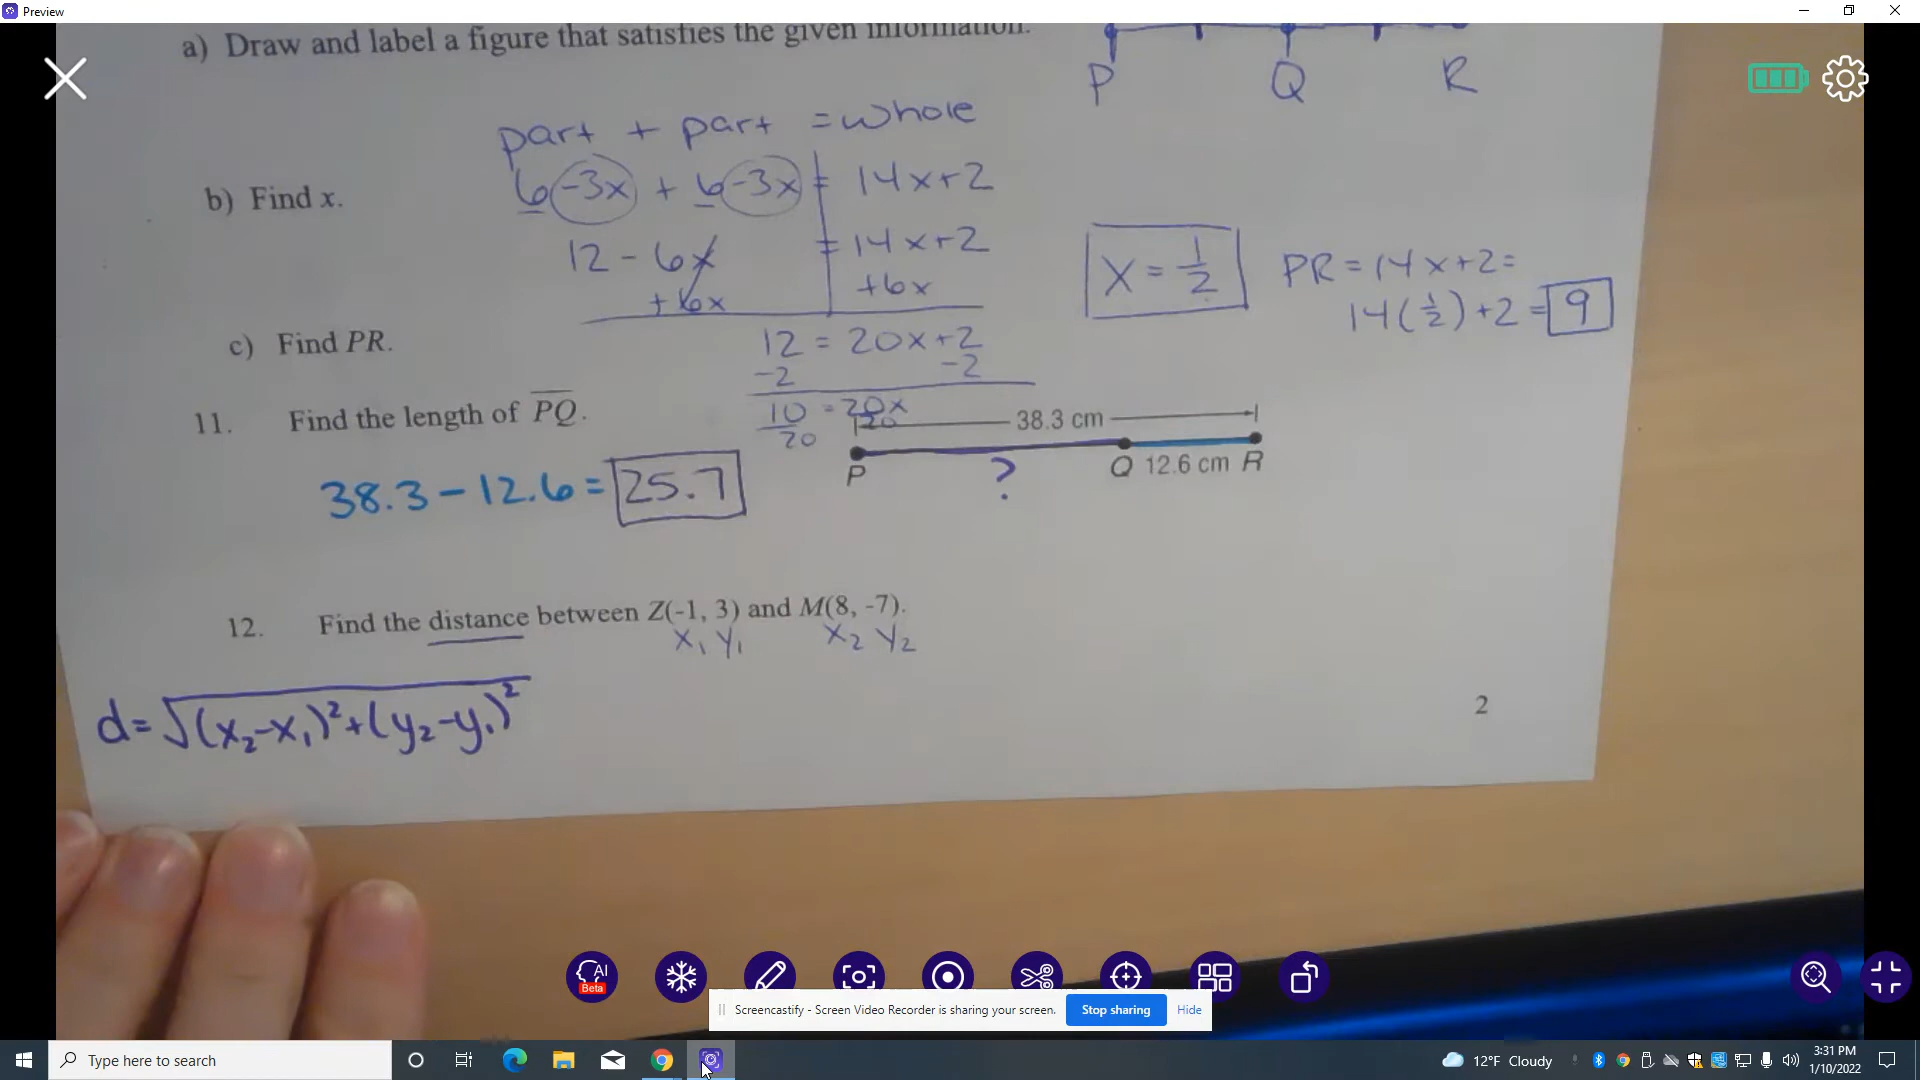 Preview
a) Draw and label a figure that satisfies the given information.
P Q R
part + part = whole
b) Find x.
6 -3x + 6 -3x = 14x+2
12 - 6x = 14x+2
+6x +6x
x = 1/2
PR = 14x+2 =
14(1/2) +2 = 9
c) Find PR.
12 = 20x+2
-2 -2
10 = 20x
20 20
11. Find the length of PQ.
38.3 cm
P ? Q 12.6 cm R
38.3 - 12.6 = 25.7
12. Find the distance between Z(-1, 3) and M(8, -7).
x₁ y₁ x₂ y₂
d=√(x₂-x₁)²+(y₂-y₁)²
2
AI
Beta
Screencastify - Screen Video Recorder is sharing your screen.
Stop sharing
Hide
Type here to search
12°F Cloudy
3:31 PM
1/10/2022